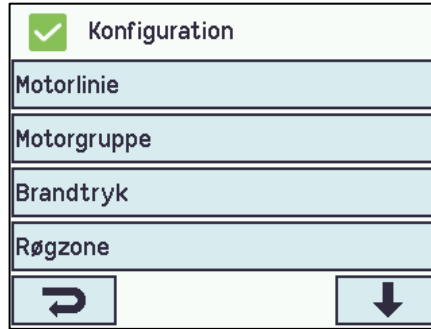 Konfiguration
Motorlinie
Motorgruppe
Brandtryk
Røgzone